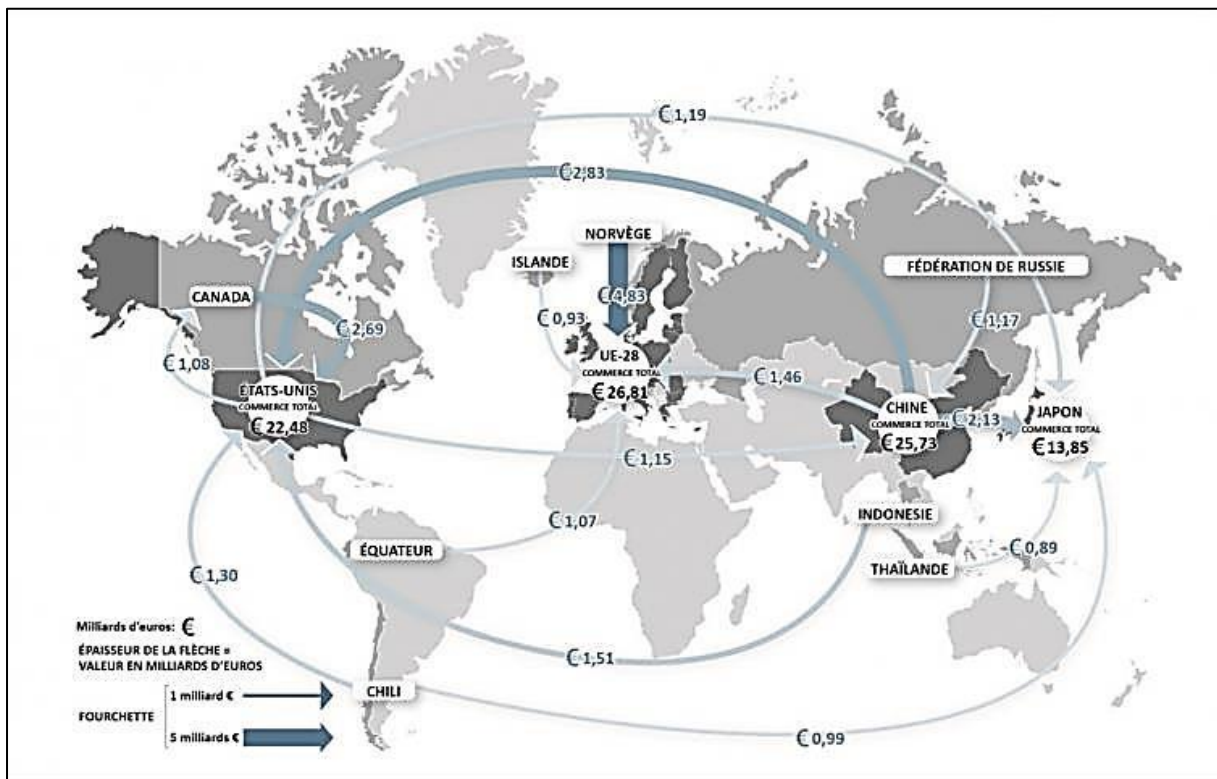 € 1,19
€ 2,83
NORVÈGE
ISLANDE
FÉDÉRATION DE RUSSIE
CANADA
€ 4,83
€ 0,93
€ 2,69
€ 1,17
€ 1,08
UE-28
COMMERCE TOTAL
€ 26,81
€ 1,46
ÉTATS-UNIS
COMMERCE TOTAL
€ 22,48
CHINE
COMMERCE TOTAL
€ 25,73
€ 2,13
JAPON
COMMERCE TOTAL
€ 13,85
€ 1,15
INDONESIE
€ 1,07
ÉQUATEUR
€ 0,89
THAÏLANDE
€ 1,30
Milliards d'euros: €
ÉPAISSEUR DE LA FLÈCHE =
VALEUR EN MILLIARDS D'EUROS
€ 1,51
CHILI
1 milliard €
FOURCHETTE
5 milliards €
€ 0,99